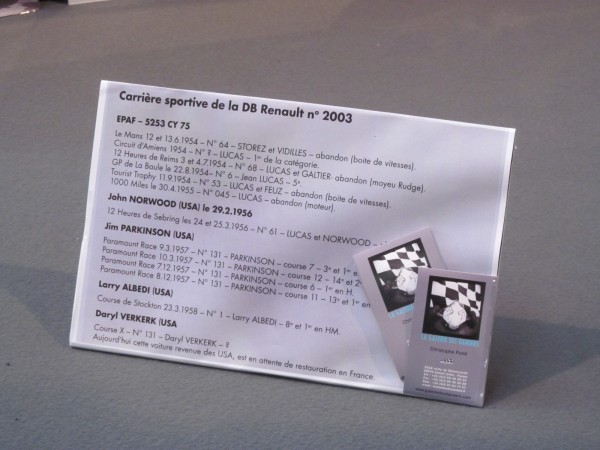 Carrière sportive de la DB Renault n° 2003
EPAF – 5253 CY 75
Le Mans 12 et 13.6.1954 – N° 64 – STOREZ et VIDILLES – abandon (boite de vitesses).
Circuit d'Amiens 1954 – N° ? – LUCAS – 1er de la catégorie.
12 Heures de Reims 3 et 4.7.1954 – N° 68 – LUCAS et GALTIER- abandon (moyeu Rudge).
GP de La Baule le 22.8.1954– N° 6 – Jean LUCAS – 5e.
Tourist Trophy 11.9.1954 – N° 53 – LUCAS et FEUZ – abandon (boite de vitesses).
1000 Miles le 30.4.1955 – N° 045 – LUCAS – abandon (moteur).
John NORWOOD (USA) le 29.2.1956
12 Heures de Sebring les 24 et 25.3.1956 – N° 61 – LUCAS et NORWOOD –
Jim PARKINSON (USA)
Paramount Race 9.3.1957 – N° 131 – PARKINSON – course 7 – 3e et 1er en
Paramount Race 10.3.1957 – N° 131 – PARKINSON – course 12 – 14e et 2e
Paramount Race 7.12.1957 – N° 131 – PARKINSON – course 6 – 1er en H.
Paramount Race 8.12.1957 – N° 131 – PARKINSON – course 11 – 13e et 1er en
Larry ALBEDI (USA)
Course de Stockton 23.3.1958 – N° 1 – Larry ALBEDI – 8e et 1er en HM.
Daryl VERKERK (USA
Course X – N° 131 – Daryl VERKERK – ?
Aujourd'hui cette voiture revenue des USA, est en attente de restauration en France.
Christophe Pund